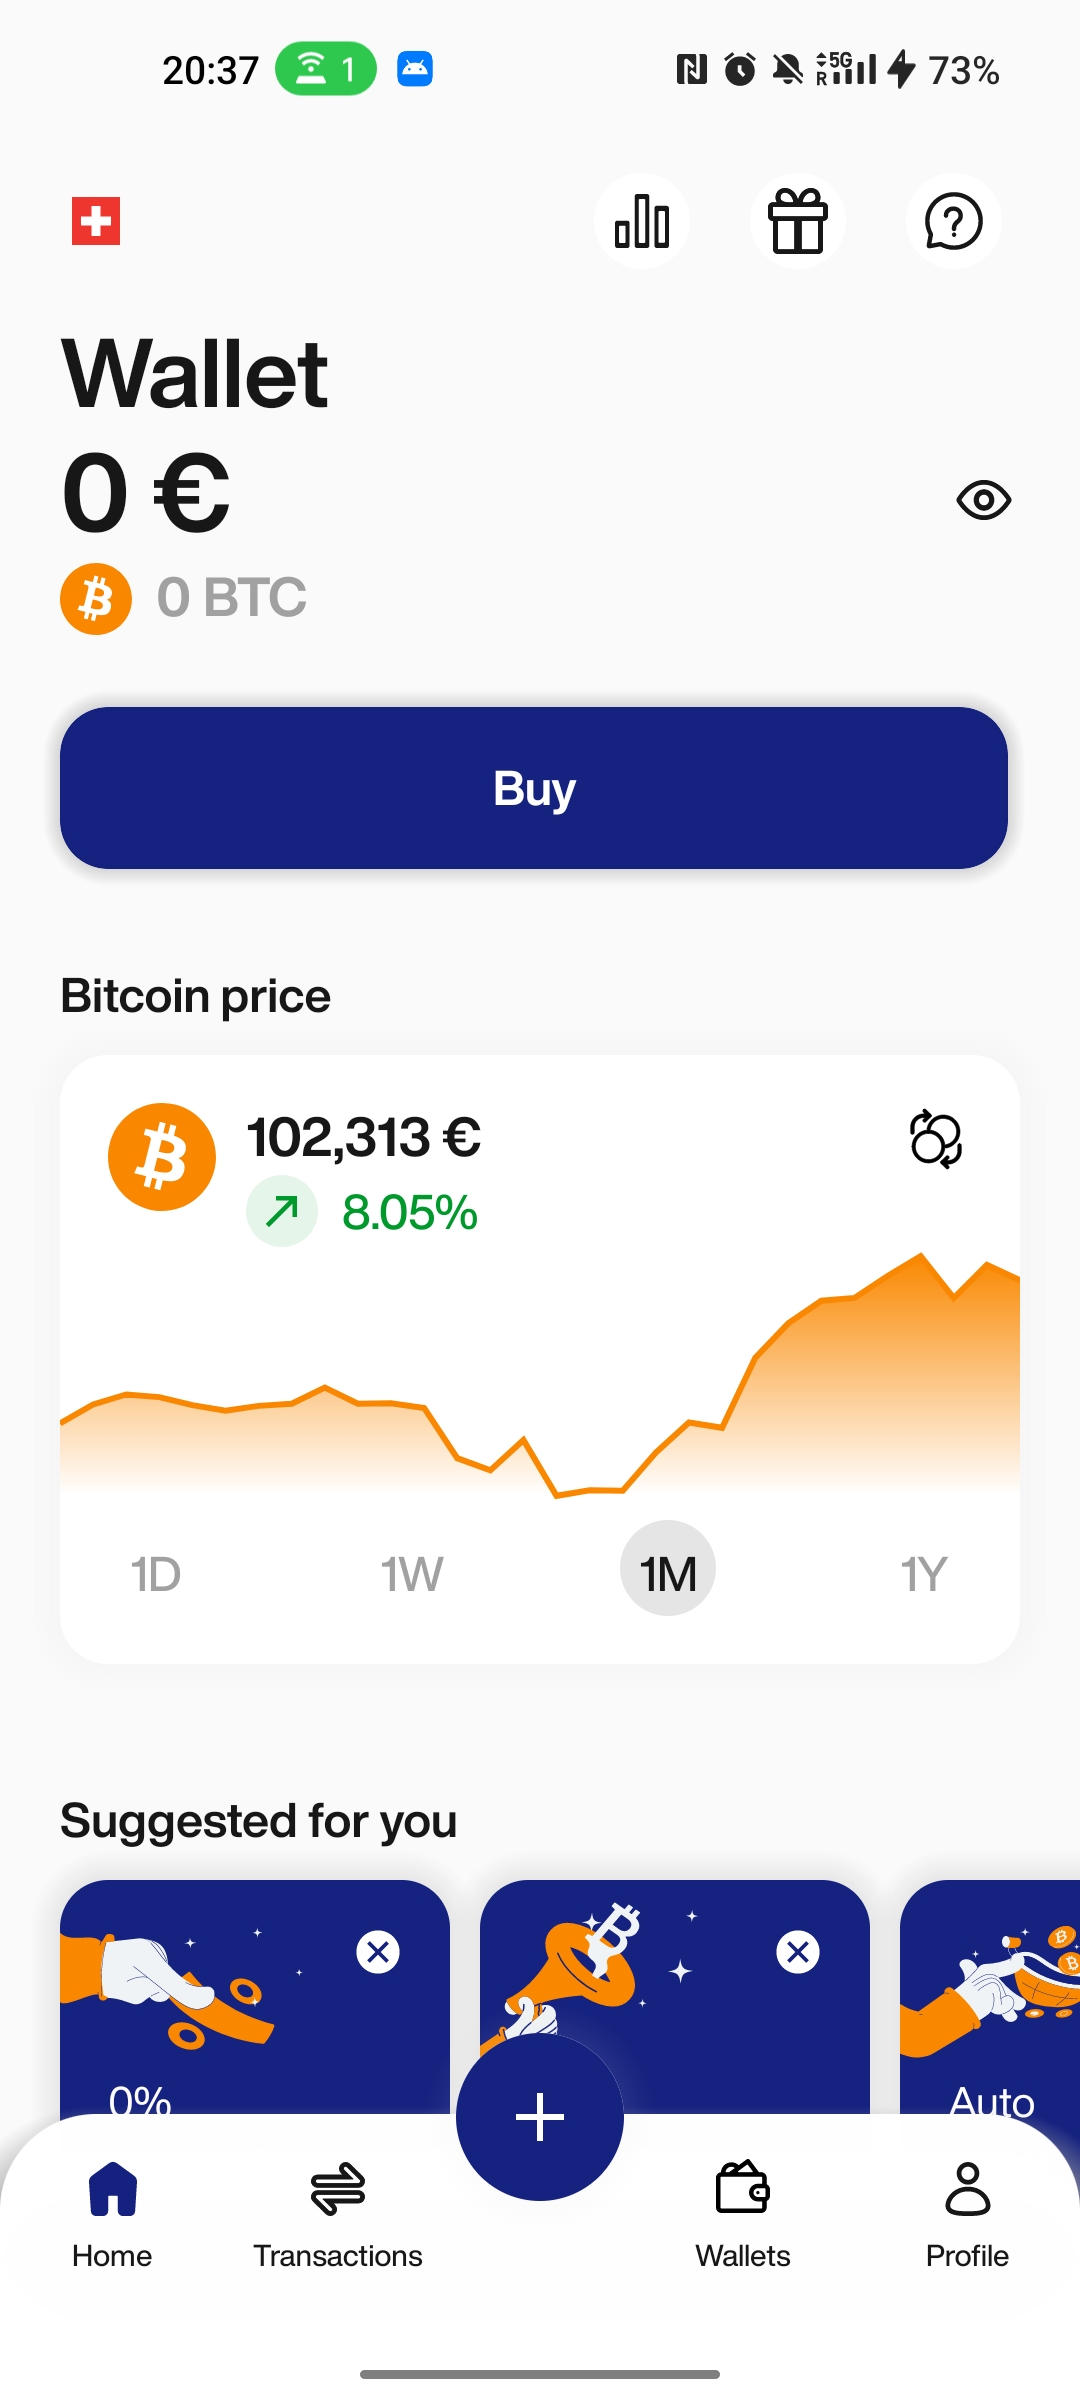 20:37 1 5G R 73%
Wallet
0 €
0 BTC
Buy
Bitcoin price
102,313 €
8.05%
1D 1W 1M 1Y
Suggested for you
0% Auto
Home Transactions Wallets Profile